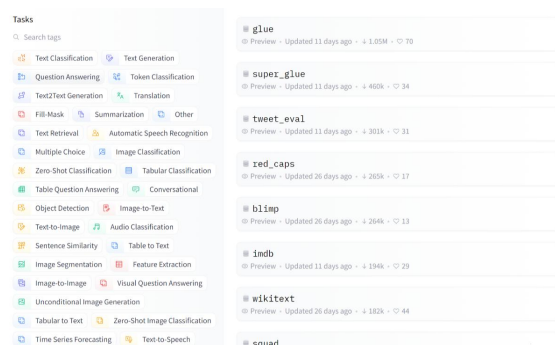 Tasks
Search tags
Text Classification Text Generation
Question Answering Token Classification
Text2Text Generation Translation
Fill-Mask Summarization Other
Text Retrieval Automatic Speech Recognition
Multiple Choice Image Classification
Zero-Shot Classification Tabular Classification
Table Question Answering Conversational
Object Detection Image-to-Text
Text-to-Image Audio Classification
Sentence Similarity Table to Text
Image Segmentation Feature Extraction
Image-to-Image Visual Question Answering
Unconditional Image Generation
Tabular to Text Zero-Shot Image Classification
Time Series Forecasting Text-to-Speech
glue
Preview • Updated 11 days ago • ↓ 1.05M • ♡ 70
super_glue
Preview • Updated 11 days ago • ↓ 460k • ♡ 34
tweet_eval
Preview • Updated 11 days ago • ↓ 301k • ♡ 31
red_caps
Preview • Updated 26 days ago • ↓ 265k • ♡ 17
blimp
Preview • Updated 26 days ago • ↓ 264k • ♡ 13
imdb
Preview • Updated 11 days ago • ↓ 194k • ♡ 29
wikitext
Preview • Updated 26 days ago • ↓ 182k • ♡ 44
squad